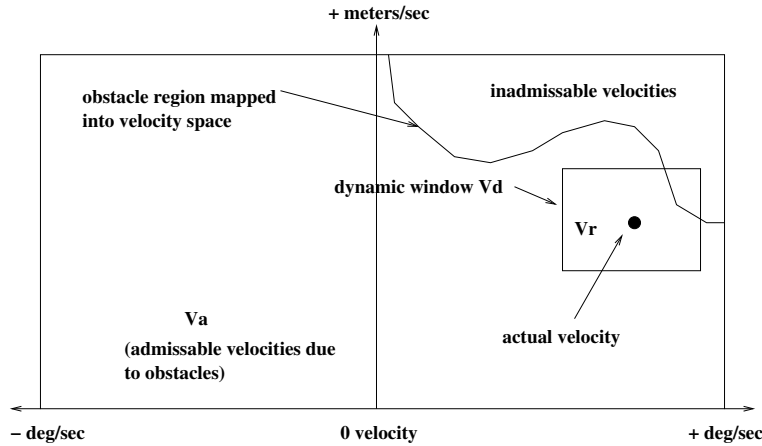 + meters/sec
obstacle region mapped
into velocity space
inadmissable velocities
dynamic window Vd
Vr
actual velocity
Va
(admissable velocities due
to obstacles)
− deg/sec
0 velocity
+ deg/sec